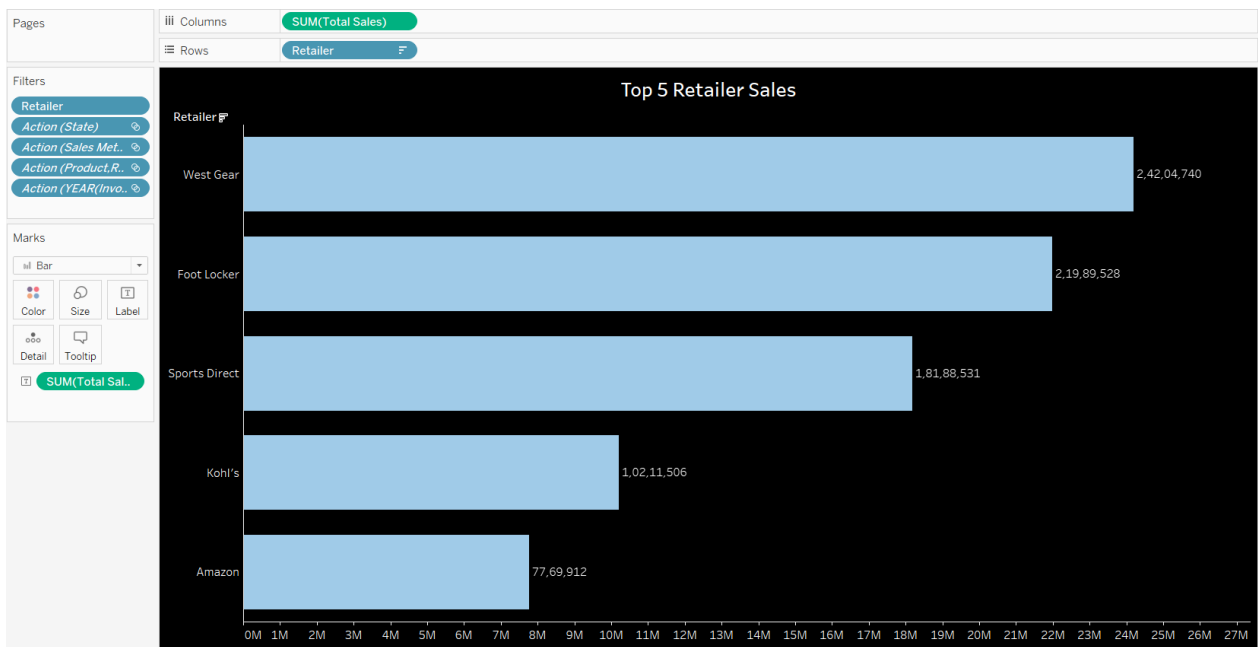 Pages
iii Columns SUM(Total Sales)
Rows Retailer
Filters
Retailer
Action (State)
Action (Sales Met..
Action (Product,R..
Action (YEAR(Invo..
Marks
Bar
Color Size Label
Detail Tooltip
SUM(Total Sal..
Top 5 Retailer Sales
Retailer
West Gear 2,42,04,740
Foot Locker 2,19,89,528
Sports Direct 1,81,88,531
Kohl's 1,02,11,506
Amazon 77,69,912
0M 1M 2M 3M 4M 5M 6M 7M 8M 9M 10M 11M 12M 13M 14M 15M 16M 17M 18M 19M 20M 21M 22M 23M 24M 25M 26M 27M